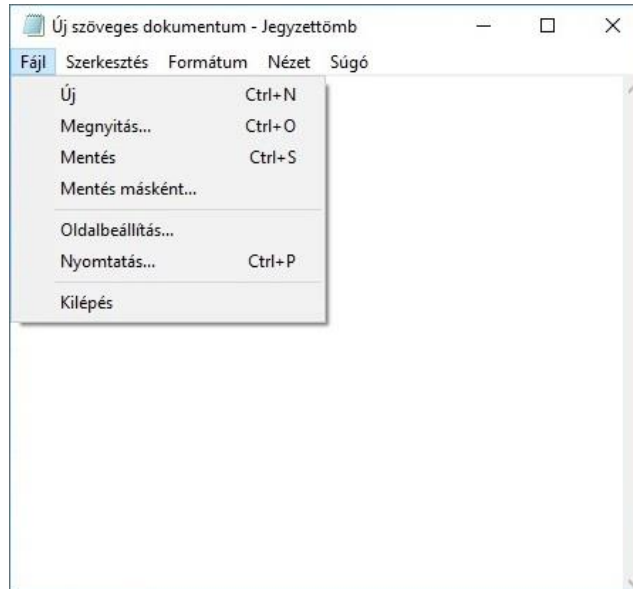 Új szöveges dokumentum - Jegyzettömb
Fájl Szerkesztés Formátum Nézet Súgó
Új Ctrl+N
Megnyitás... Ctrl+O
Mentés Ctrl+S
Mentés másként...
Oldalbeállítás...
Nyomtatás... Ctrl+P
Kilépés